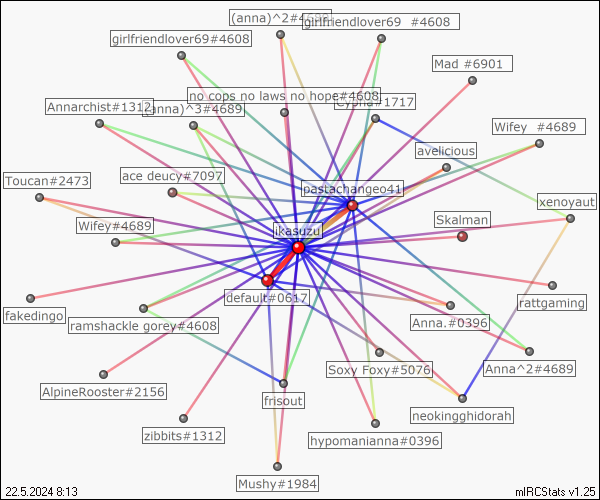 (anna)^2#4689
girlfriendlover69 #4608
girlfriendlover69#4608
Mad #6901
no cops no laws no hope#4608
Annarchist#1312
(anna)^3#4689
#1717
Wifey #4689
avelicious
ace deucy#7097
Toucan#2473
pastachangeo41
xenoyaut
Skalman
Wifey#4689
ikasuzu
default#0617
rattgaming
fakedingo
ramshackle gorey#4608
Anna.#0396
Soxy Foxy#5076
Anna^2#4689
AlpineRooster#2156
frisout
neokingghidorah
zibbits#1312
hypomanianna#0396
Mushy#1984
22.5.2024 8:13
mIRCStats v1.25